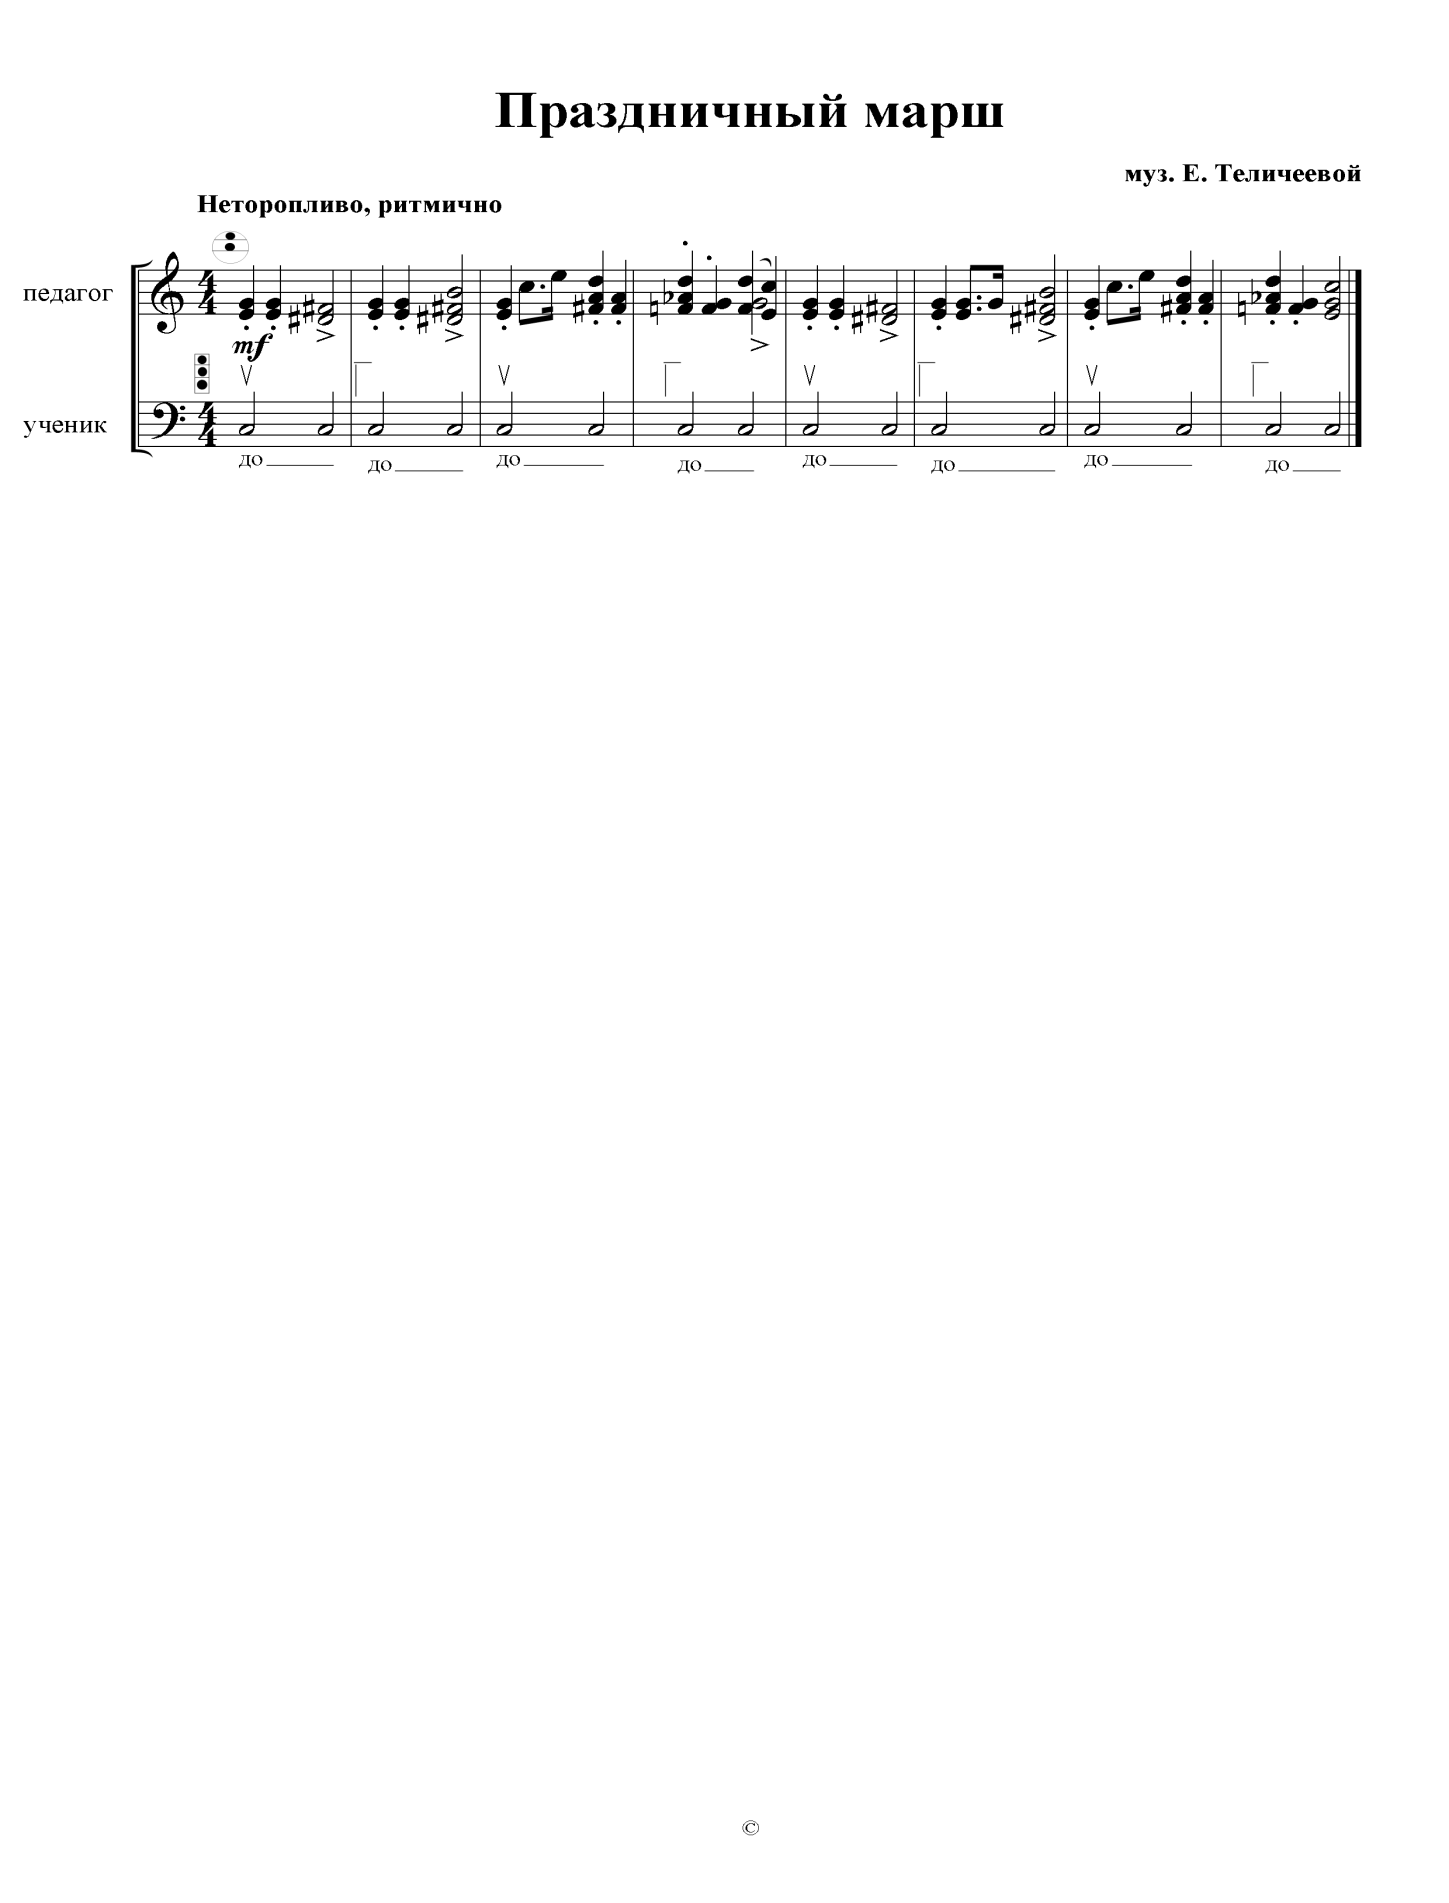 Праздничный марш
муз. Е. Теличеевой
Неторопливо, ритмично
педагог
mf
ученик
до до до до до до до до
©